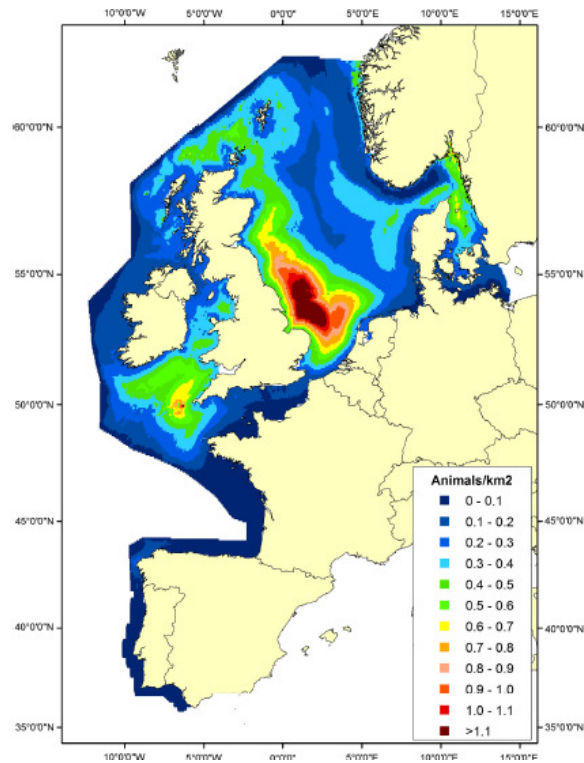 10°0'0"W 5°0'0"W 0°0'0" 5°0'0"E 10°0'0"E 15°0'0"E
60°0'0"N 60°0'0"N
55°0'0"N 55°0'0"N
50°0'0"N 50°0'0"N
45°0'0"N 45°0'0"N
40°0'0"N 40°0'0"N
35°0'0"N 35°0'0"N
Animals/km2
0 - 0.1
0.1 - 0.2
0.2 - 0.3
0.3 - 0.4
0.4 - 0.5
0.5 - 0.6
0.6 - 0.7
0.7 - 0.8
0.8 - 0.9
0.9 - 1.0
1.0 - 1.1
>1.1
10°0'0"W 5°0'0"W 0°0'0" 5°0'0"E 10°0'0"E 15°0'0"E